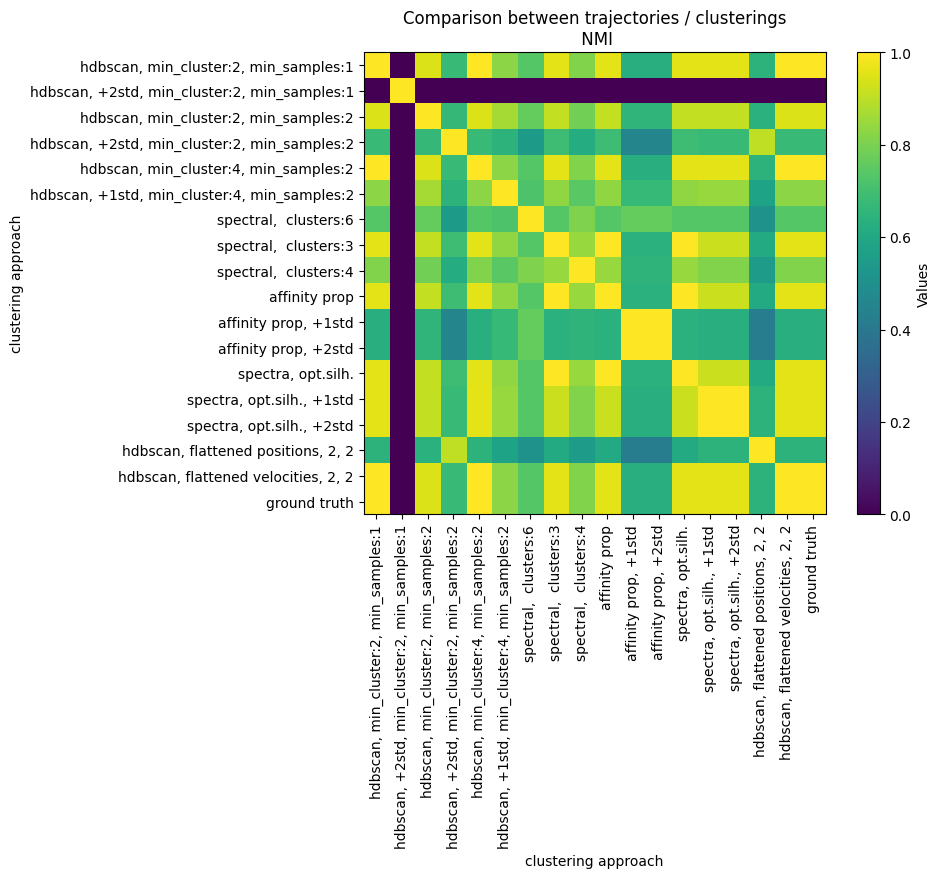 Comparison between trajectories / clusterings
NMI
hdbscan, min_cluster:2, min_samples:1
hdbscan, +2std, min_cluster:2, min_samples:1
hdbscan, min_cluster:2, min_samples:2
hdbscan, +2std, min_cluster:2, min_samples:2
hdbscan, min_cluster:4, min_samples:2
hdbscan, +1std, min_cluster:4, min_samples:2
spectral,  clusters:6
spectral,  clusters:3
spectral,  clusters:4
affinity prop
affinity prop, +1std
affinity prop, +2std
spectra, opt.silh.
spectra, opt.silh., +1std
spectra, opt.silh., +2std
hdbscan, flattened positions, 2, 2
hdbscan, flattened velocities, 2, 2
ground truth
clustering approach
hdbscan, min_cluster:2, min_samples:1
hdbscan, +2std, min_cluster:2, min_samples:1
hdbscan, min_cluster:2, min_samples:2
hdbscan, +2std, min_cluster:2, min_samples:2
hdbscan, min_cluster:4, min_samples:2
hdbscan, +1std, min_cluster:4, min_samples:2
spectral,  clusters:6
spectral,  clusters:3
spectral,  clusters:4
affinity prop
affinity prop, +1std
affinity prop, +2std
spectra, opt.silh.
spectra, opt.silh., +1std
spectra, opt.silh., +2std
hdbscan, flattened positions, 2, 2
hdbscan, flattened velocities, 2, 2
ground truth
clustering approach
1.0
0.8
0.6
0.4
0.2
0.0
Values